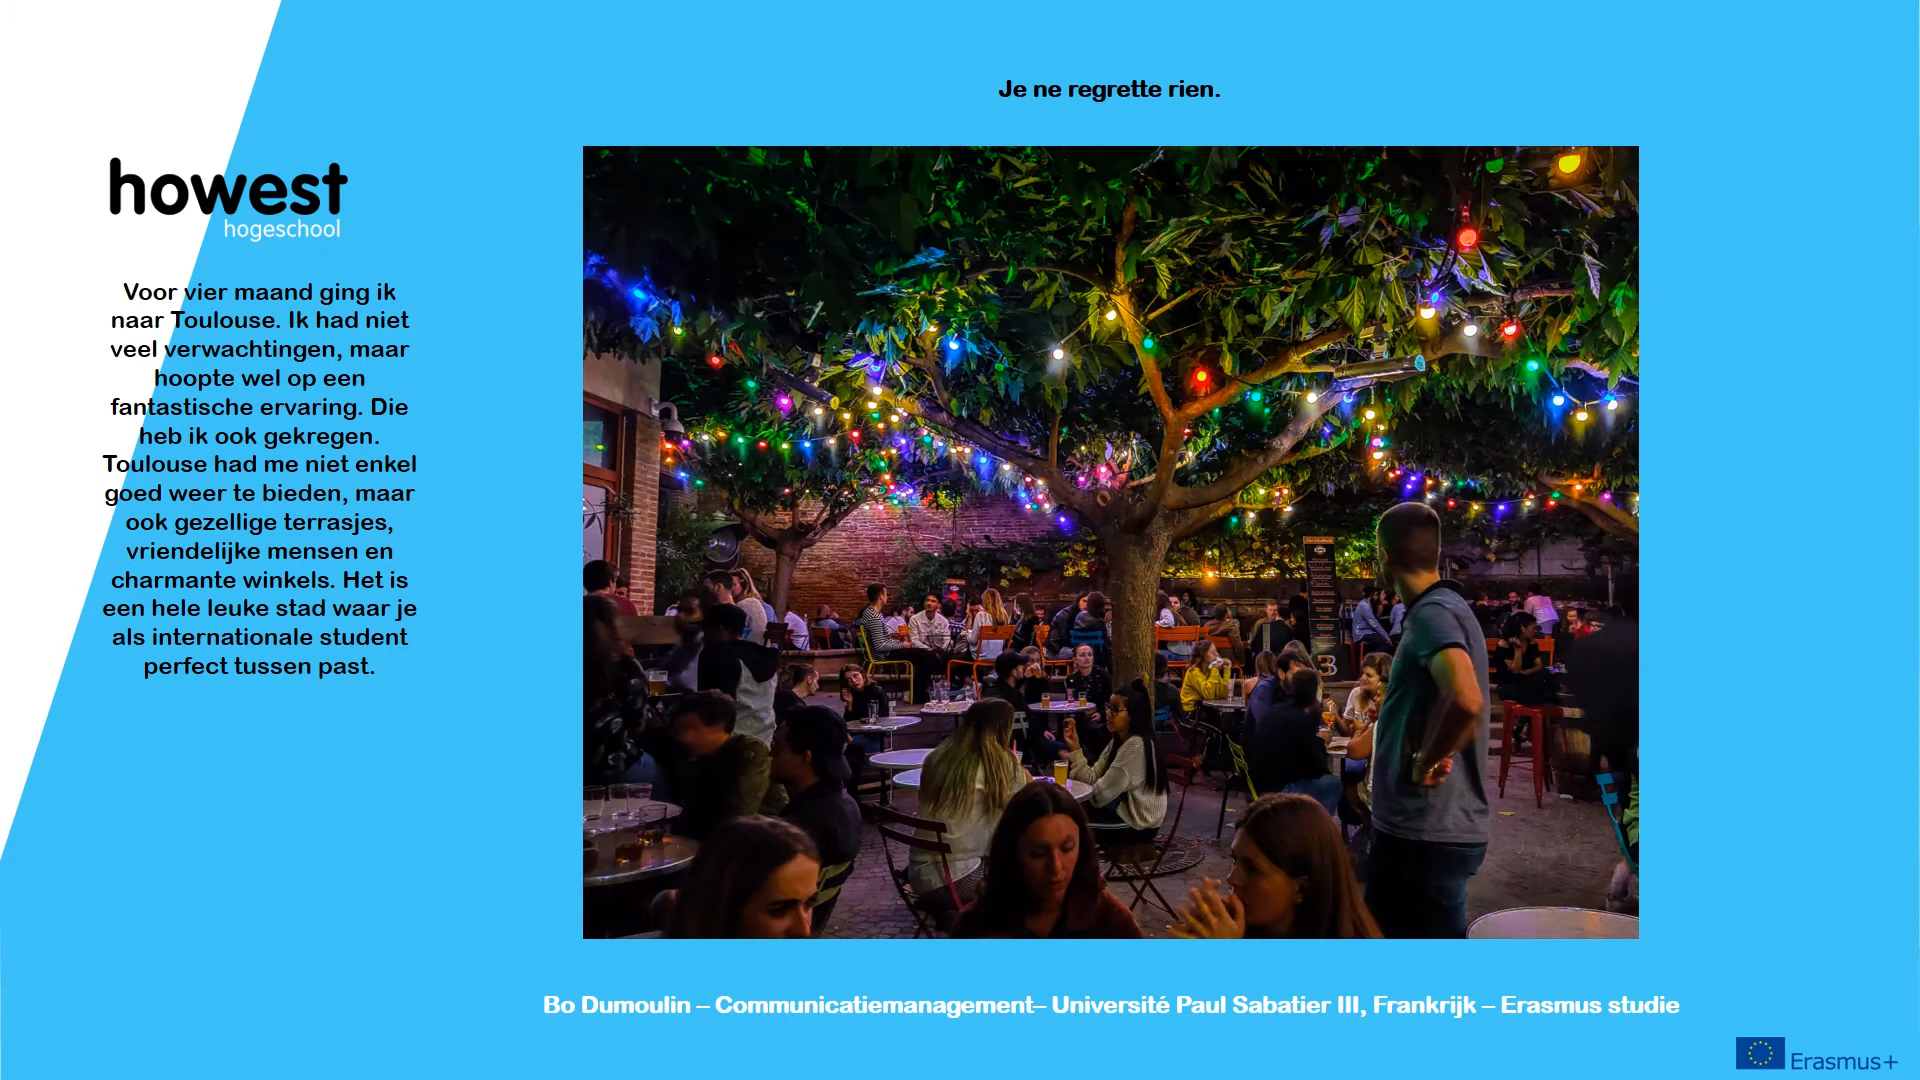 Je ne regrette rien.
howest
hogeschool
Voor vier maand ging ik
naar Toulouse. Ik had niet
veel verwachtingen, maar
hoopte wel op een
fantastische ervaring. Die
heb ik ook gekregen.
Toulouse had me niet enkel
goed weer te bieden, maar
ook gezellige terrasjes,
vriendelijke mensen en
charmante winkels. Het is
een hele leuke stad waar je
als internationale student
perfect tussen past.
3
Bo Dumoulin – Communicatiemanagement– Université Paul Sabatier III, Frankrijk – Erasmus studie
Erasmus+